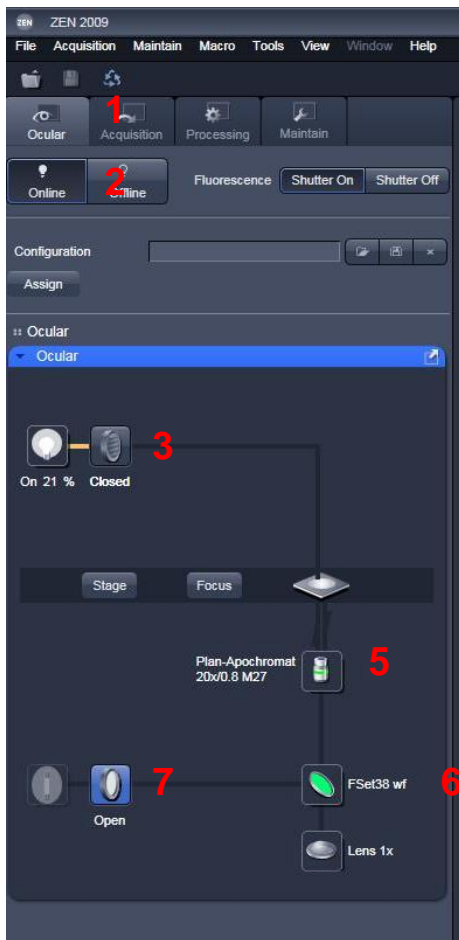 ZEN ZEN 2009
File Acquisition Maintain Macro Tools View Window Help
1
Ocular Acquisition Processing Maintain
2
Online Offline Fluorescence Shutter On Shutter Off
Configuration
Assign
Ocular
Ocular
3
On 21 % Closed
Stage Focus
Plan-Apochromat
20x/0.8 M27
5
7
FSet38 wf
6
Open
Lens 1x